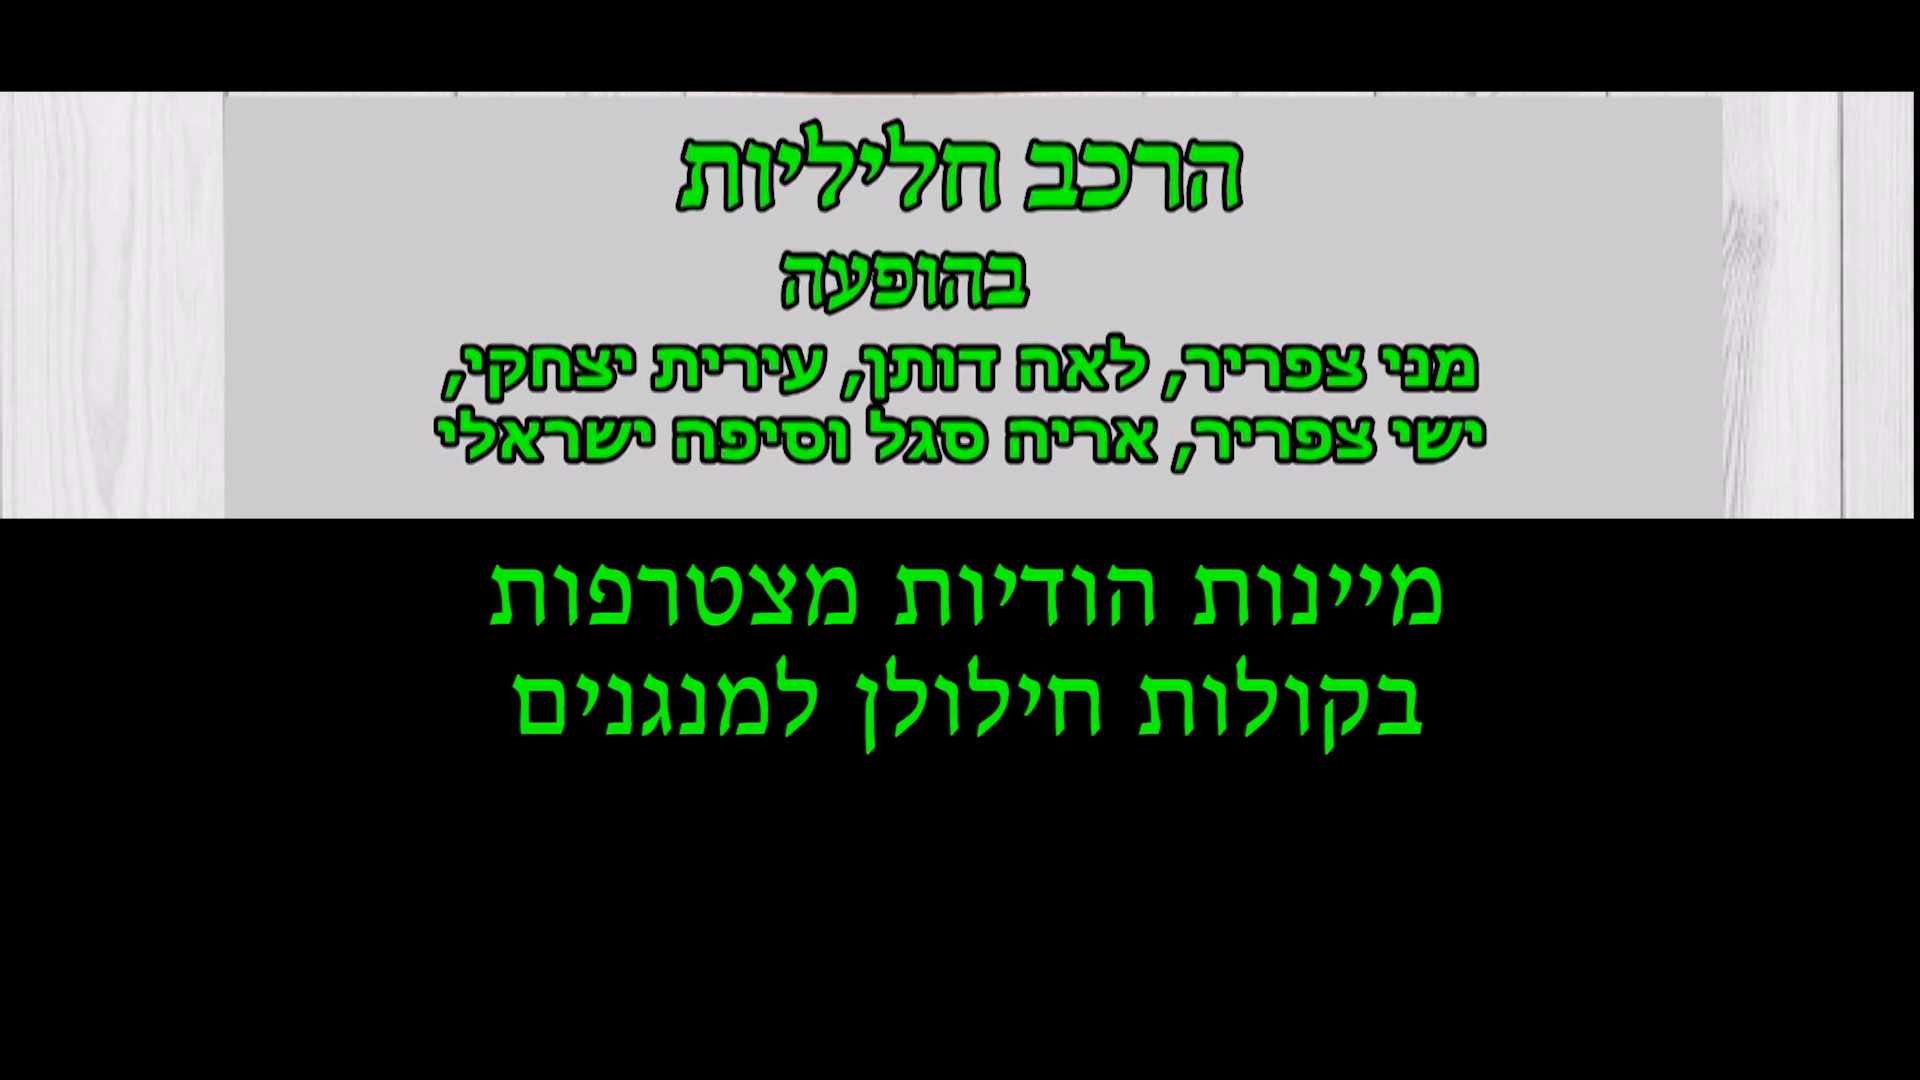 הרכב חליליות
בהופעה
מני צפריר, לאה דותן, עירית יצחקי,
ישי צפריר, אריה סגל וסיפה ישראלי
מיינות הודיות מצטרפות
בקולות חילולן למנגנים